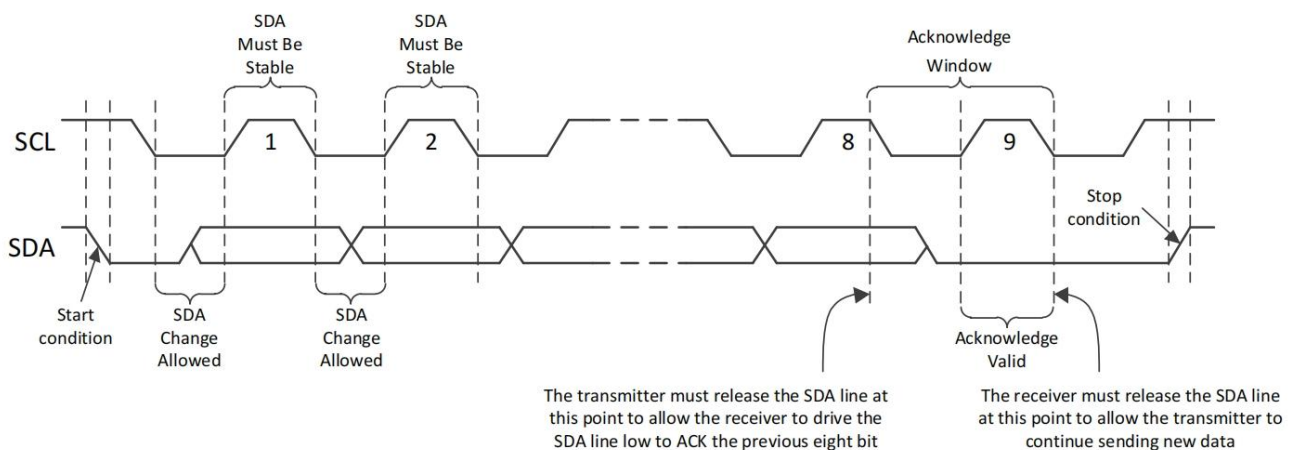 SDA
Must Be
Stable
SDA
Must Be
Stable
Acknowledge
Window
SCL
1
2
8
9
Stop
condition
SDA
Start
condition
SDA
Change
Allowed
SDA
Change
Allowed
Acknowledge
Valid
The transmitter must release the SDA line at
this point to allow the receiver to drive the
SDA line low to ACK the previous eight bit
The receiver must release the SDA line
at this point to allow the transmitter to
continue sending new data